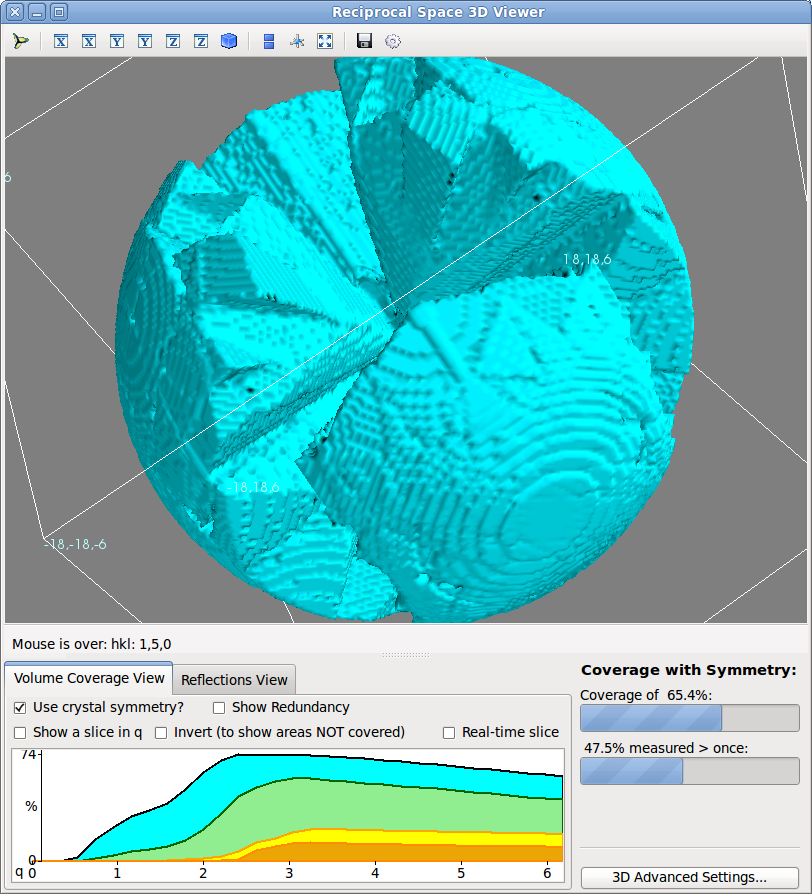 Reciprocal Space 3D Viewer
X X Y Y Z Z
6
18,18,6
-18,18,6
-18,-18,-6
Mouse is over: hkl: 1,5,0
Volume Coverage View
Reflections View
Use crystal symmetry?
Show Redundancy
Show a slice in q
Invert (to show areas NOT covered)
Real-time slice
74
%
0
q 0 1 2 3 4 5 6
Coverage with Symmetry:
Coverage of 65.4%:
47.5% measured > once:
3D Advanced Settings...